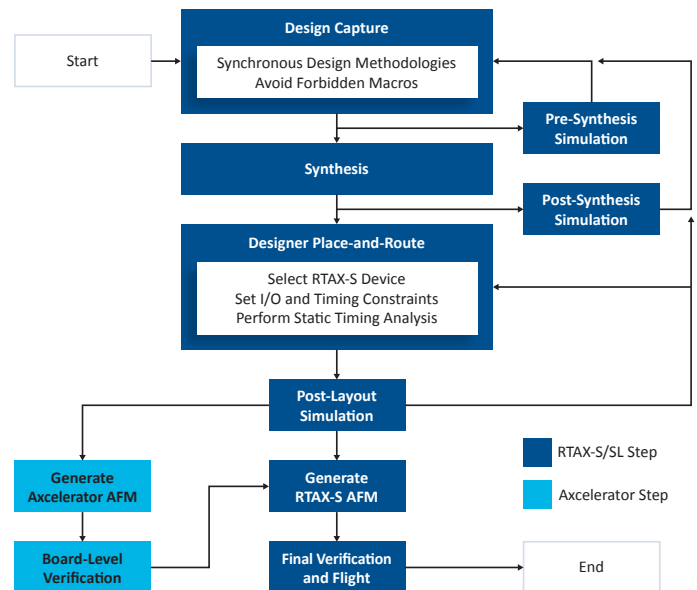 Design Capture
Start
Synchronous Design Methodologies
Avoid Forbidden Macros
Pre-Synthesis
Simulation
Synthesis
Post-Synthesis
Simulation
Designer Place-and-Route
Select RTAX-S Device
Set I/O and Timing Constraints
Perform Static Timing Analysis
Post-Layout
Simulation
RTAX-S/SL Step
Generate
Axcelerator AFM
Generate
RTAX-S AFM
Axcelerator Step
Board-Level
Verification
Final Verification
and Flight
End